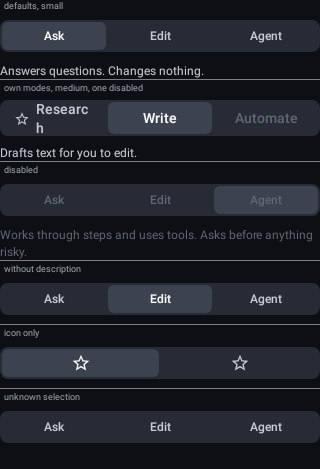 defaults, small
Ask Edit Agent
Answers questions. Changes nothing.
own modes, medium, one disabled
Researc
h
Write Automate
Drafts text for you to edit.
disabled
Ask Edit Agent
Works through steps and uses tools. Asks before anything
risky.
without description
Ask Edit Agent
icon only
unknown selection
Ask Edit Agent